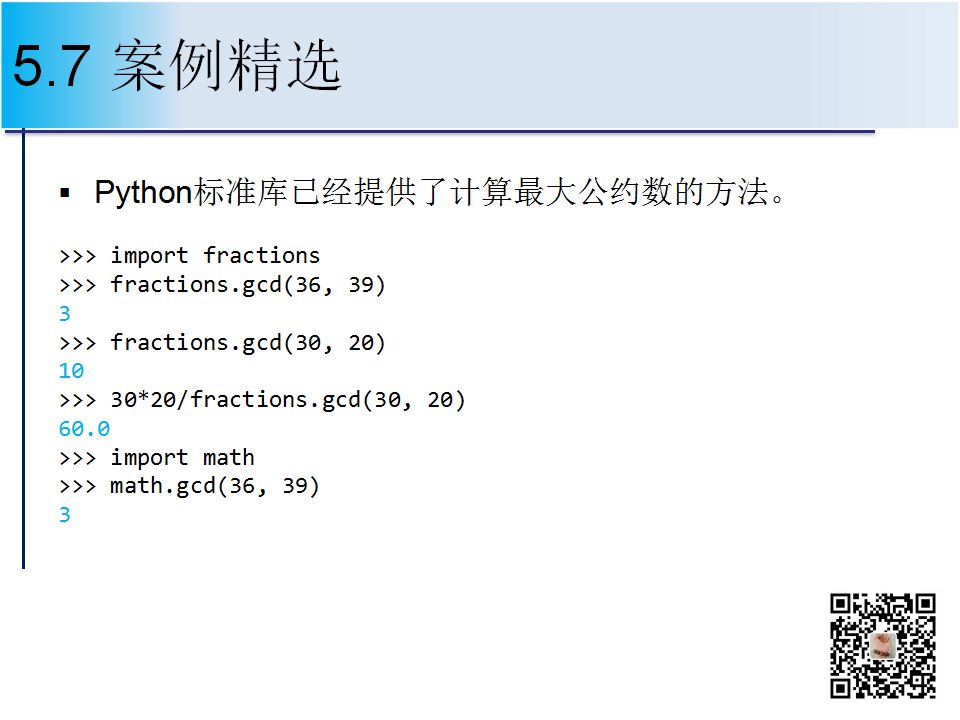 5.7 案例精选
▪ Python标准库已经提供了计算最大公约数的方法。
>>> import fractions
>>> fractions.gcd(36, 39)
3
>>> fractions.gcd(30, 20)
10
>>> 30*20/fractions.gcd(30, 20)
60.0
>>> import math
>>> math.gcd(36, 39)
3